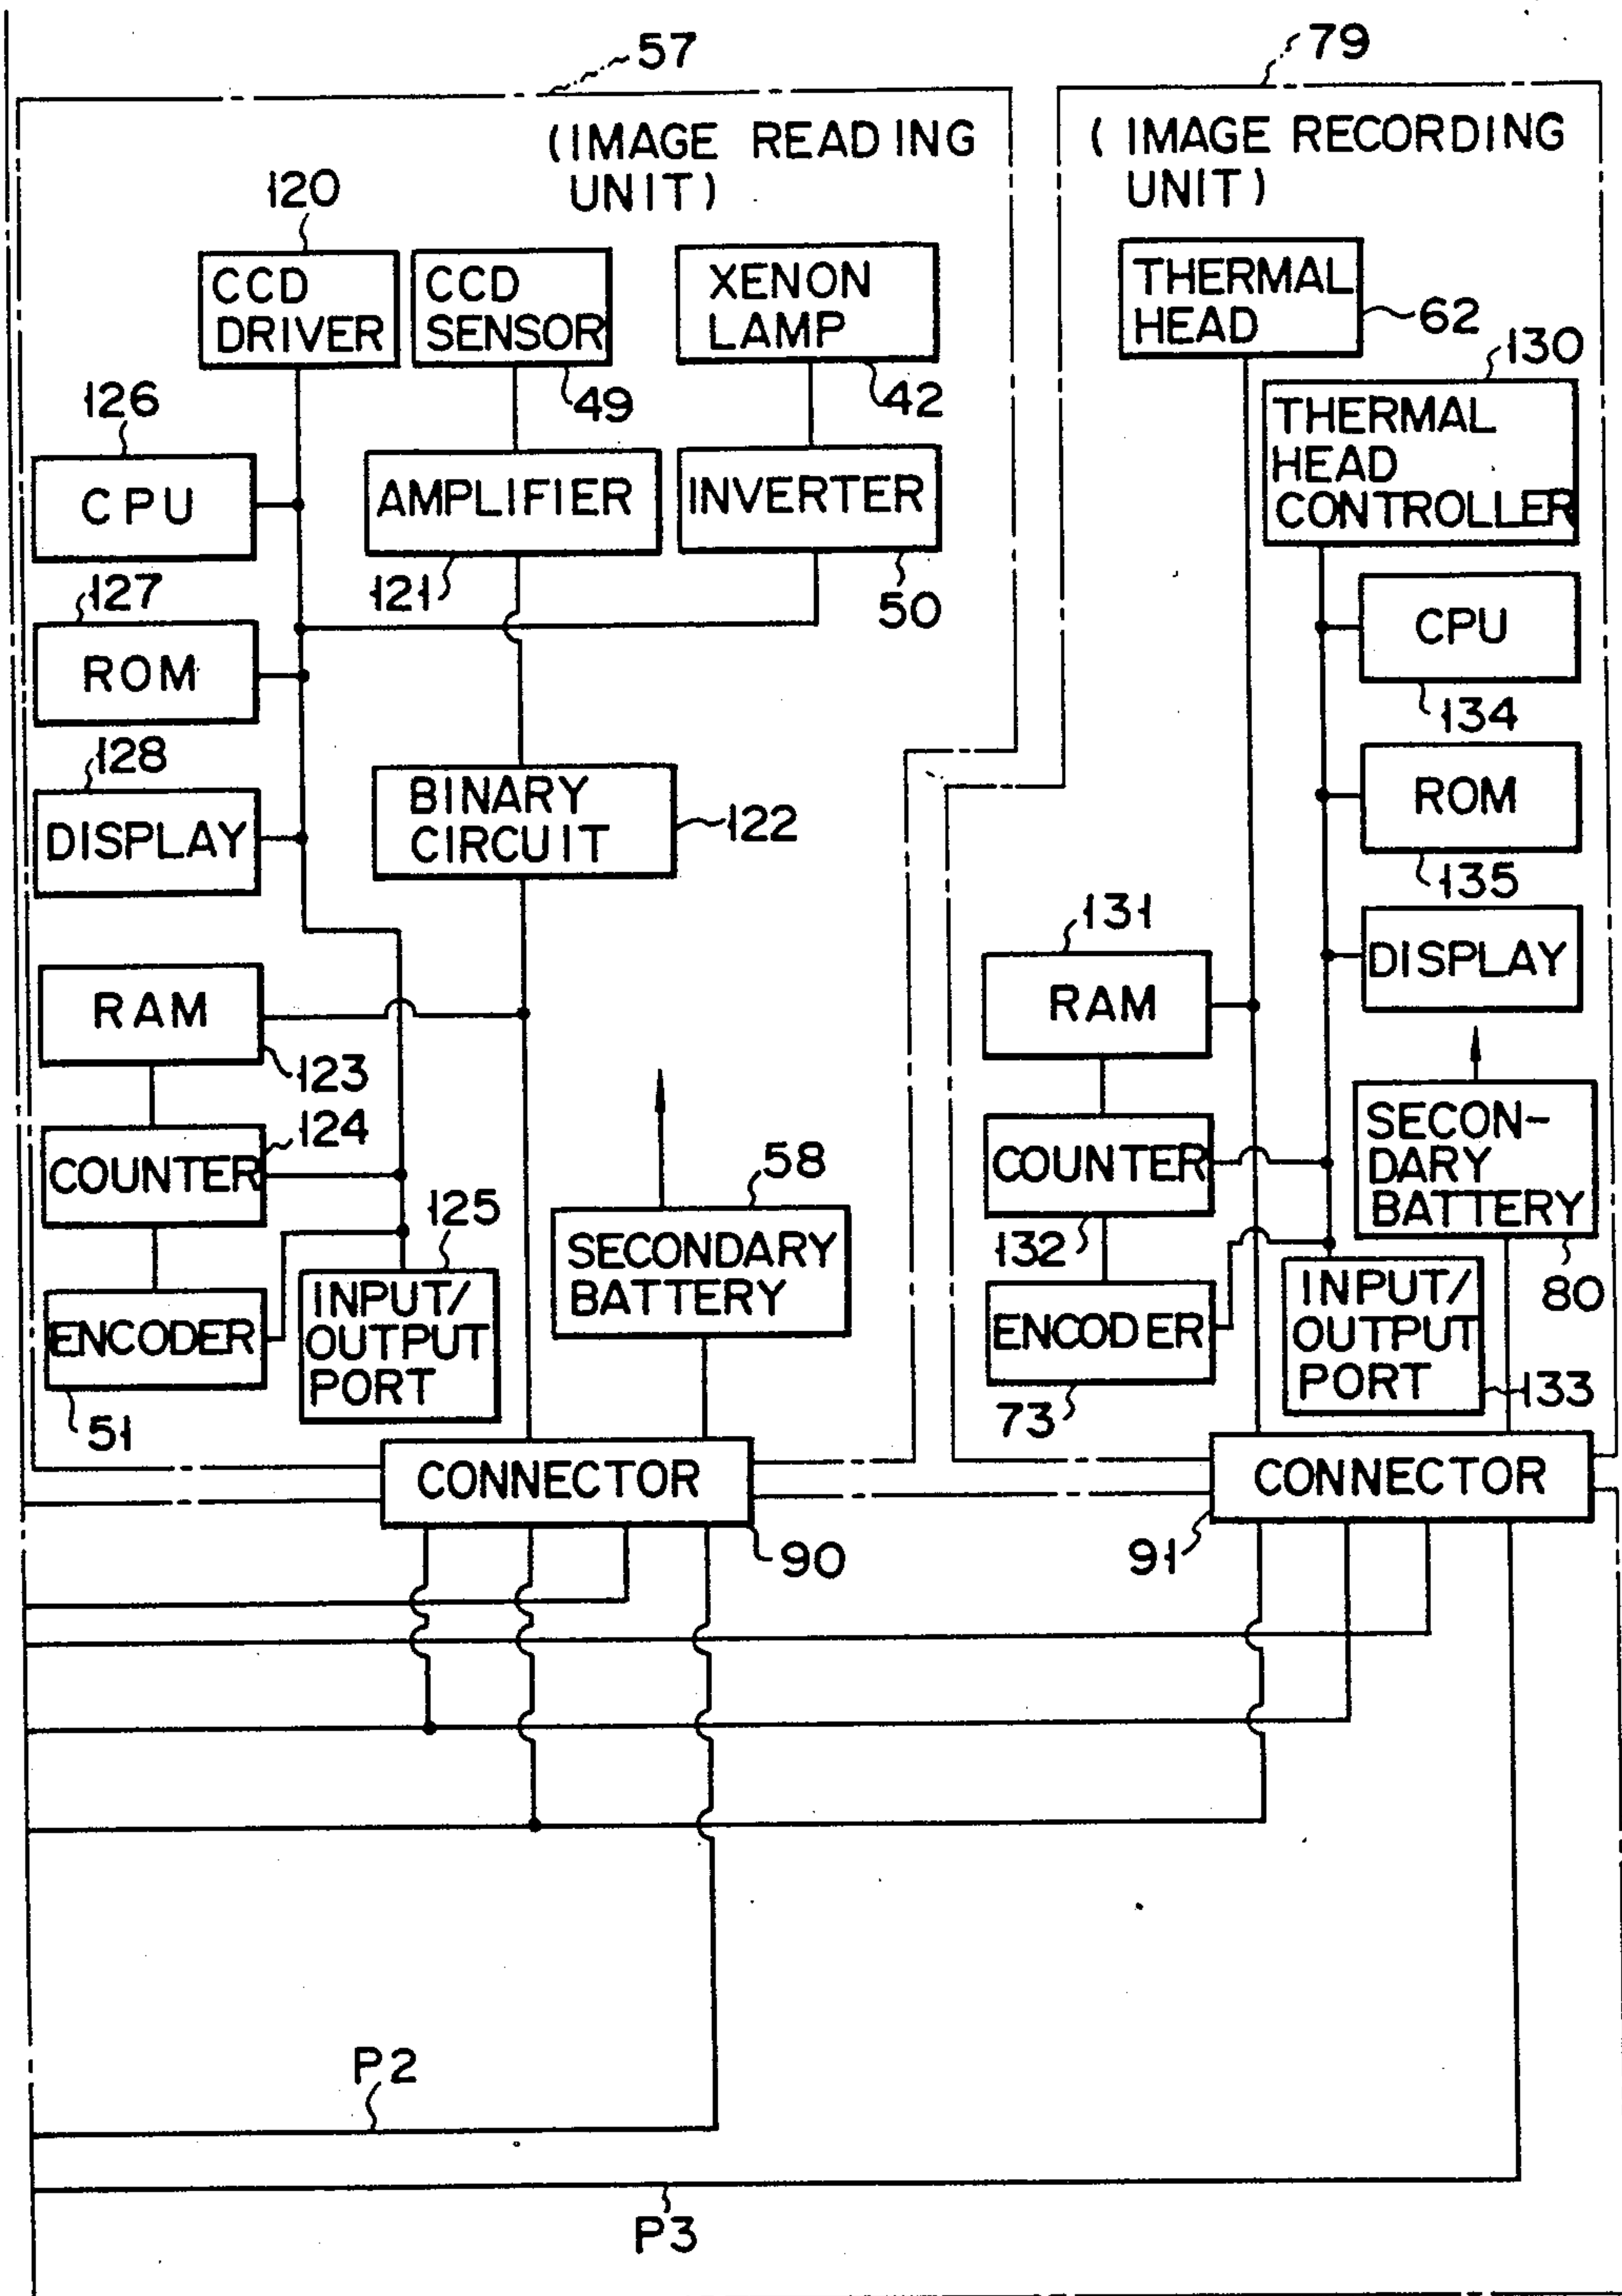 57
79
(IMAGE READING
UNIT)
(IMAGE RECORDING
UNIT)
120
CCD
DRIVER
CCD
SENSOR
49
XENON
LAMP
42
126
CPU
AMPLIFIER
121
INVERTER
50
127
ROM
128
DISPLAY
BINARY
CIRCUIT
122
RAM
123
124
COUNTER
125
ENCODER
51
INPUT/
OUTPUT
PORT
58
SECONDARY
BATTERY
CONNECTOR
90
THERMAL
HEAD
62
130
THERMAL
HEAD
CONTROLLER
CPU
134
ROM
135
DISPLAY
131
RAM
COUNTER
132
ENCODER
73
SECON-
DARY
BATTERY
80
INPUT/
OUTPUT
PORT
133
CONNECTOR
91
P2
P3